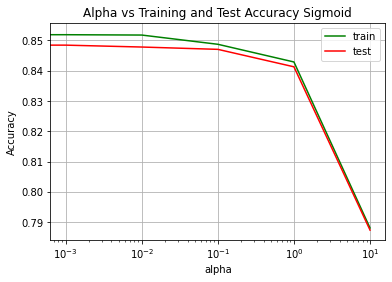 Alpha vs Training and Test Accuracy Sigmoid
train
test
Accuracy
0.85
0.84
0.83
0.82
0.81
0.80
0.79
10⁻³ 10⁻² 10⁻¹ 10⁰ 10¹
alpha